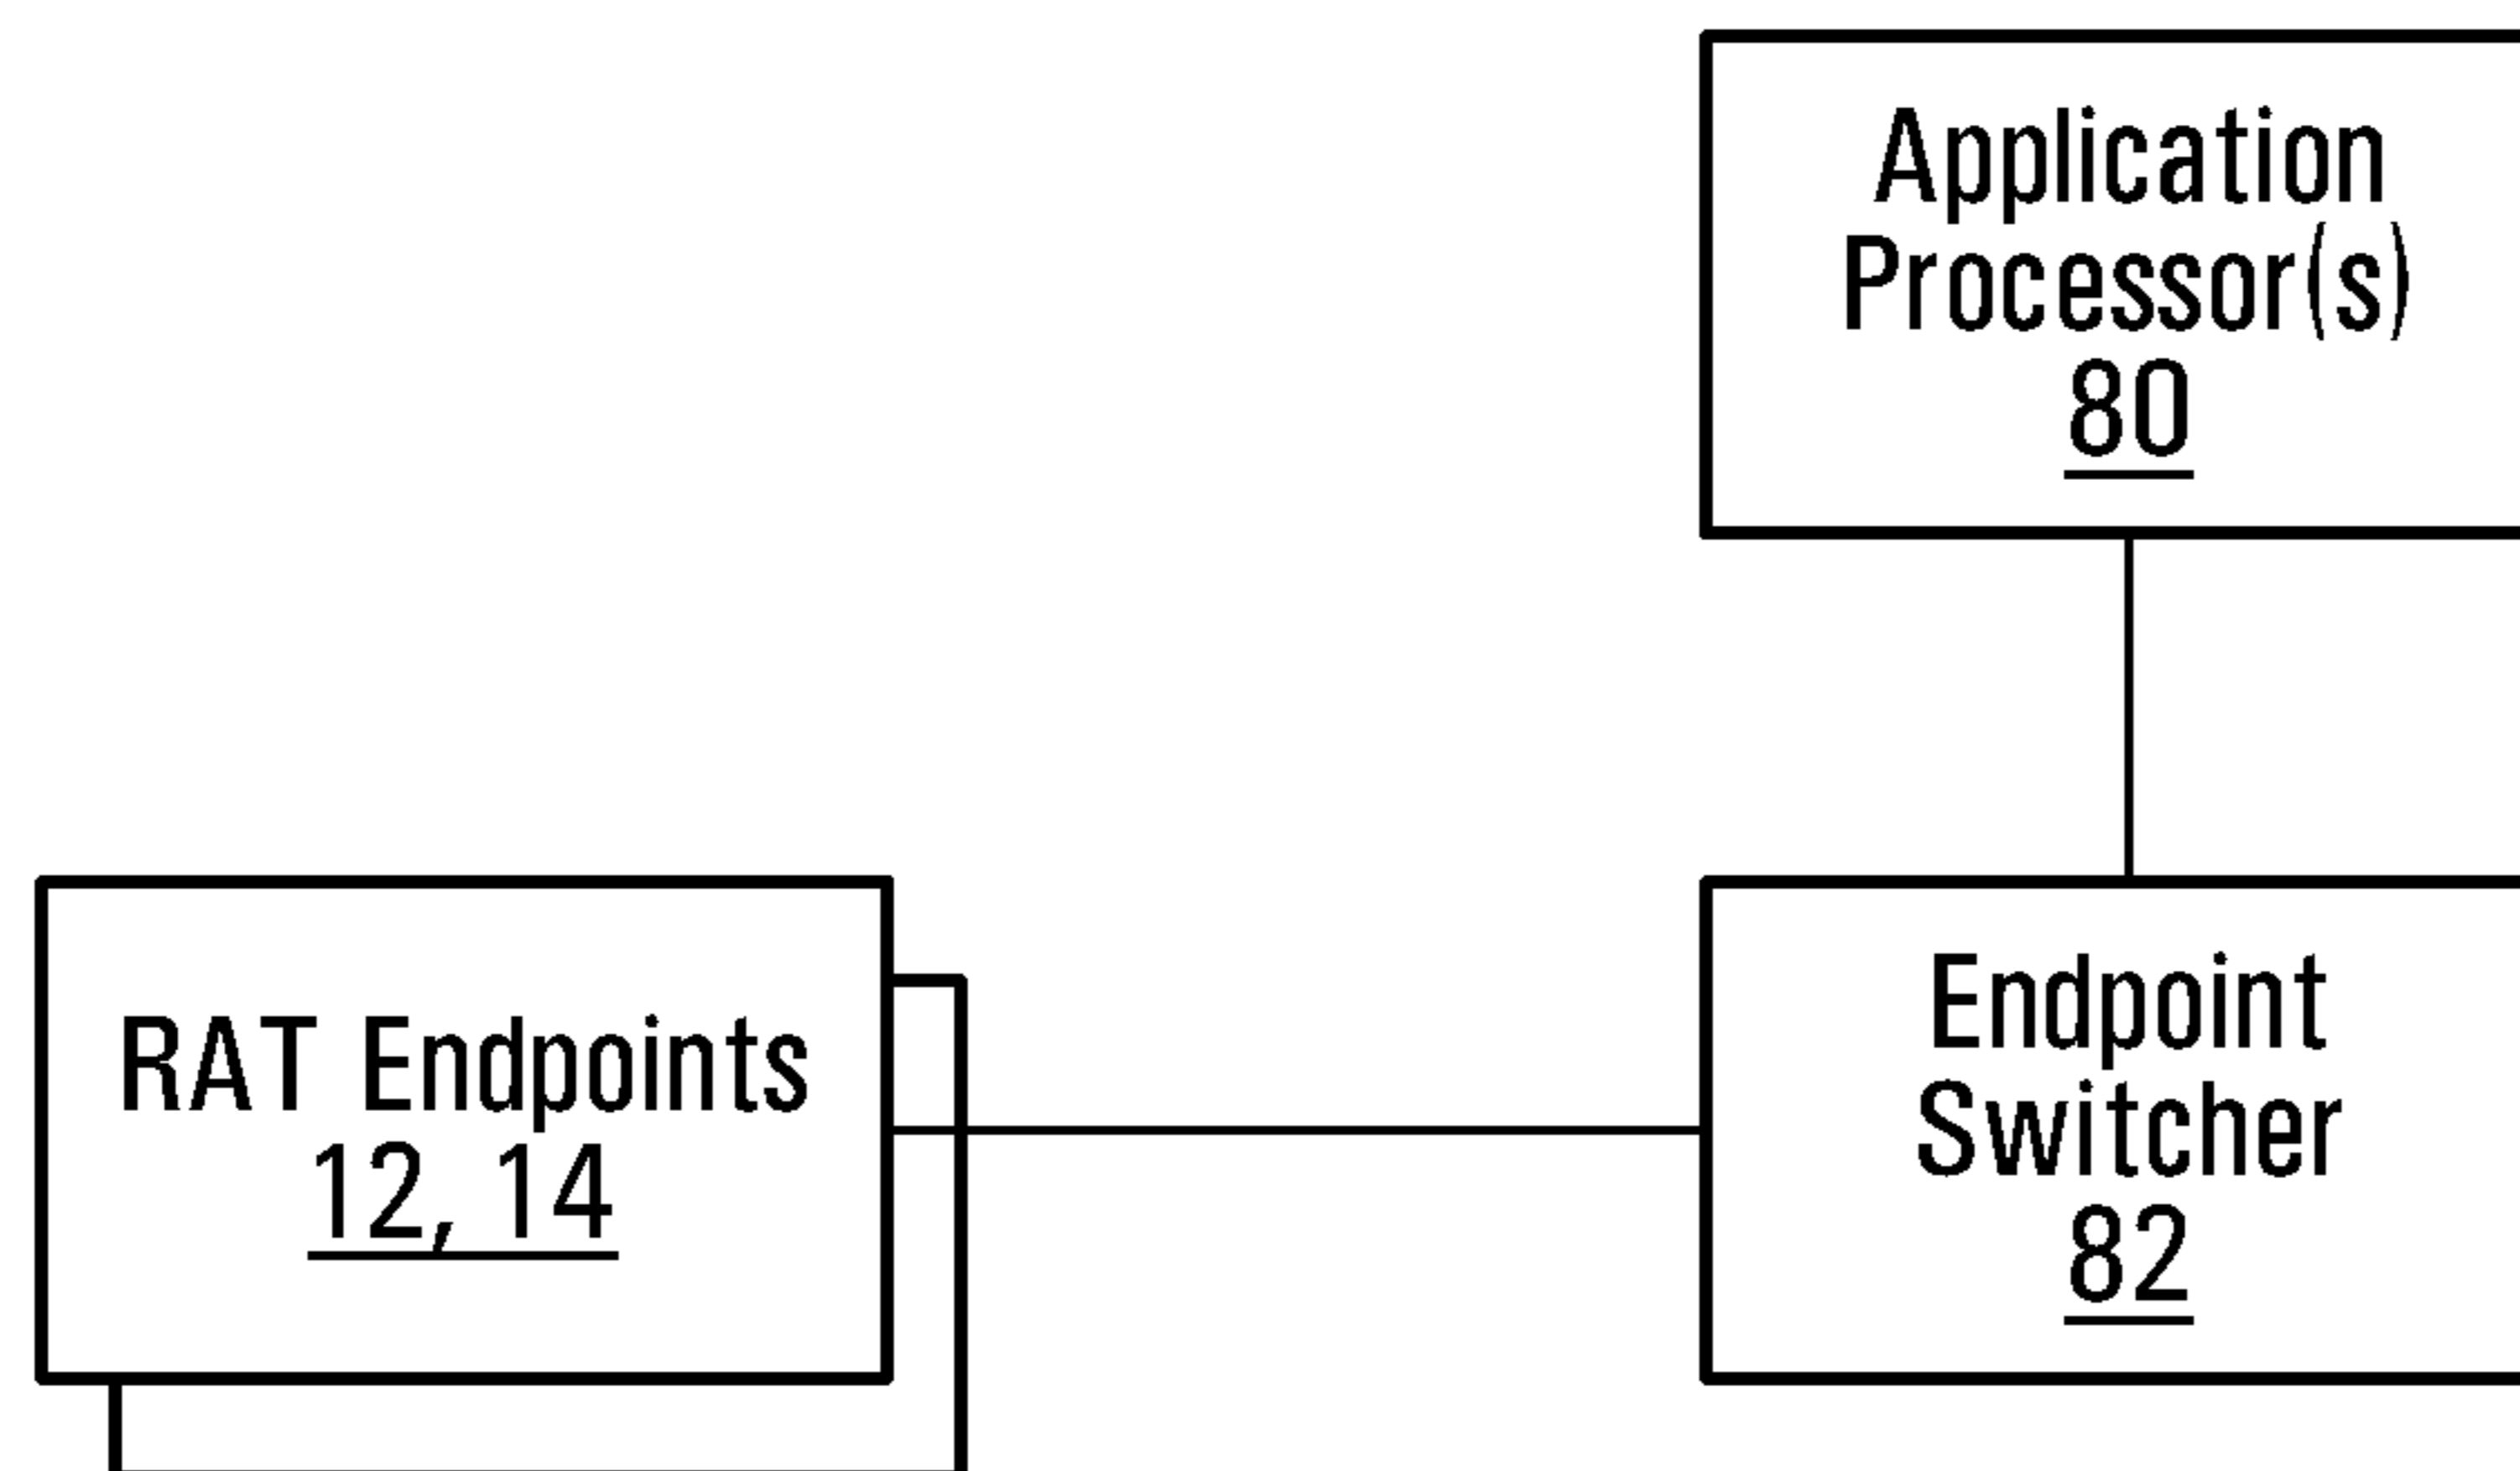 Application
Processor(s)
80
RAT Endpoints
12, 14
Endpoint
Switcher
82